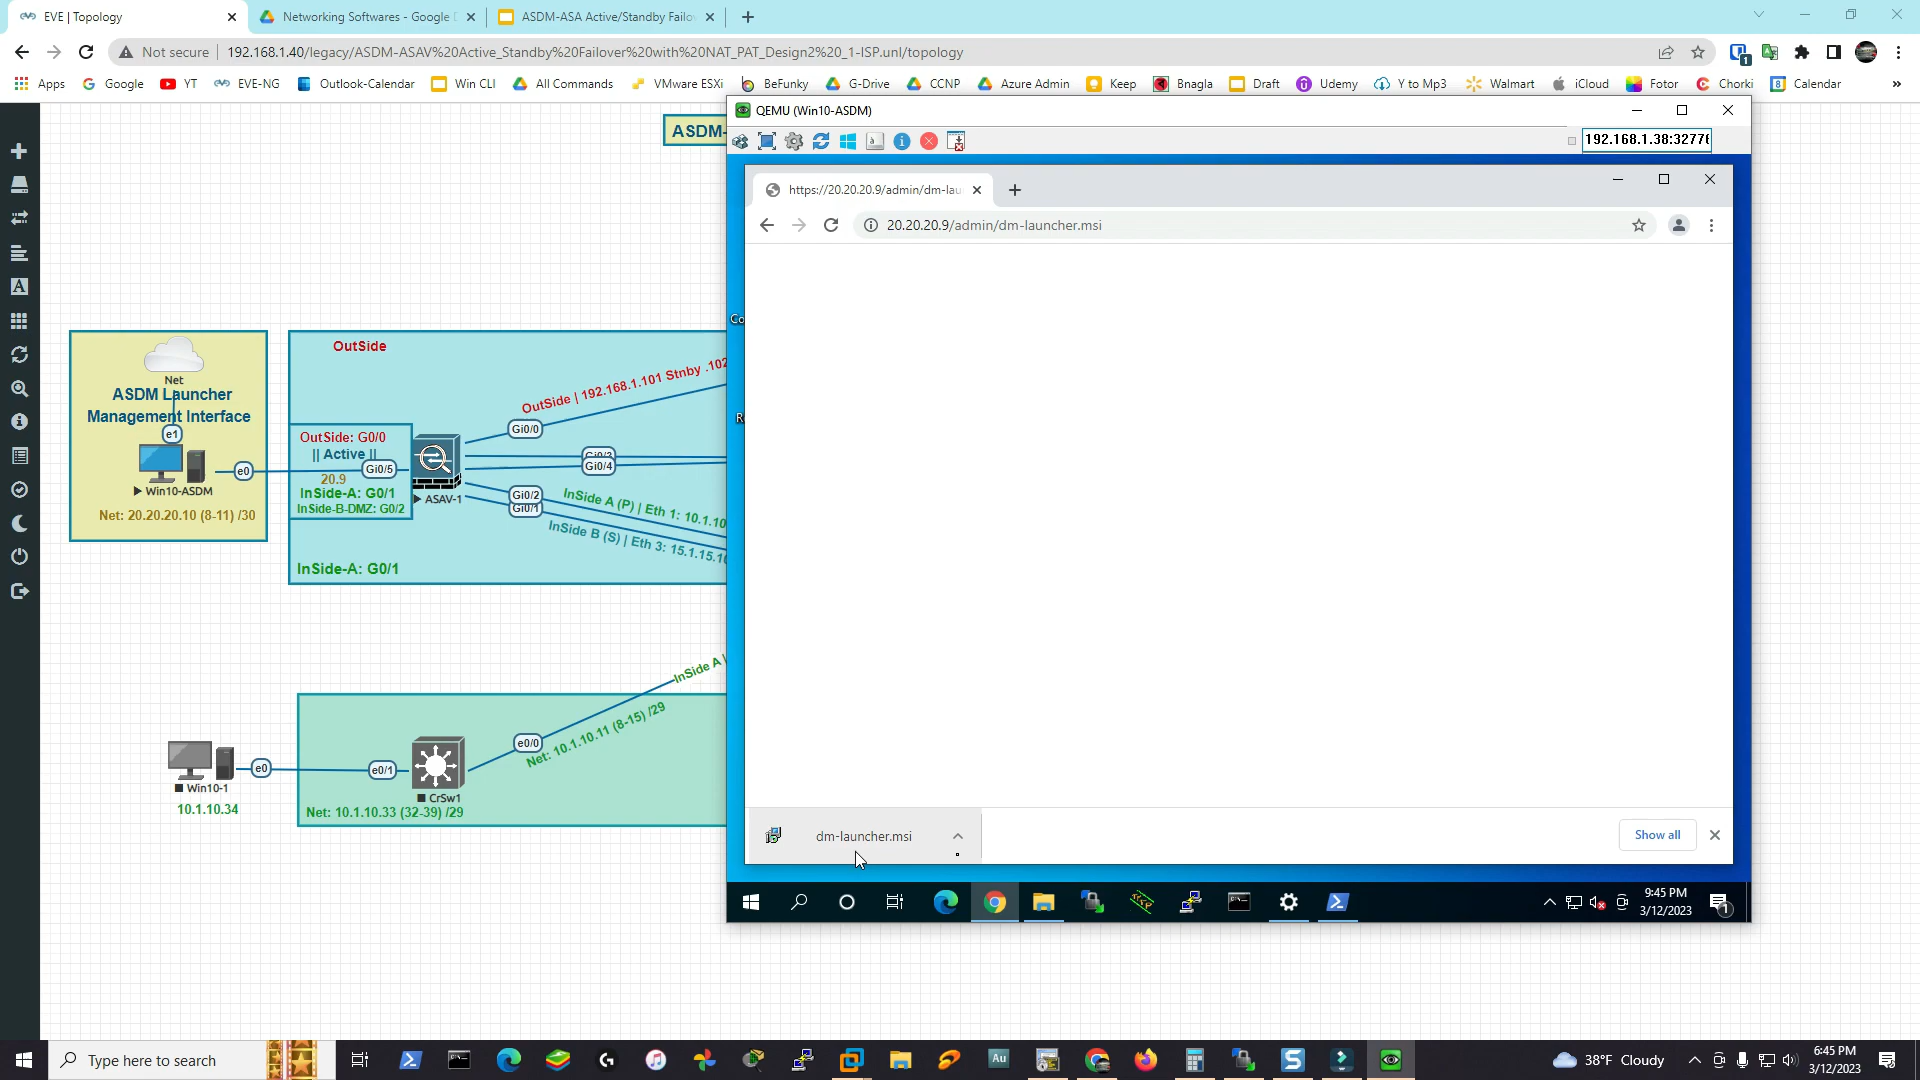 EVE | Topology
Networking Softwares - Google D
ASDM-ASA Active/Standby Failov
Not secure
192.168.1.40/legacy/ASDM-ASAV%20Active_Standby%20Failover%20with%20NAT_PAT_Design2%20_1-ISP.unl/topology
Apps
Google
YT
EVE-NG
Outlook-Calendar
Win CLI
All Commands
VMware ESXi
BeFunky
G-Drive
CCNP
Azure Admin
Keep
Bnagla
Draft
Udemy
Y to Mp3
Walmart
iCloud
Fotor
Chorki
Calendar
»
ASDM-
QEMU (Win10-ASDM)
192.168.1.38:3277
https://20.20.20.9/admin/dm-lau
20.20.20.9/admin/dm-launcher.msi
Co
R
Net
ASDM Launcher
Management Interface
e1
Win10-ASDM
e0
Net: 20.20.20.10 (8-11) /30
OutSide
OutSide: G0/0
|| Active ||
20.9
Gi0/5
InSide-A: G0/1
InSide-B-DMZ: G0/2
ASAV-1
InSide-A: G0/1
OutSide | 192.168.1.101 Stnby .102
Gi0/0
Gi0/3
Gi0/4
Gi0/2
Gi0/1
InSide A (P) | Eth 1: 10.1.10
InSide B (S) | Eth 3: 15.1.15.10
InSide A |
e0/0
Net: 10.1.10.11 (8-15) /29
Win10-1
10.1.10.34
e0
e0/1
CrSw1
Net: 10.1.10.33 (32-39) /29
dm-launcher.msi
Show all
9:45 PM
3/12/2023
1
Type here to search
Au
38°F Cloudy
6:45 PM
3/12/2023